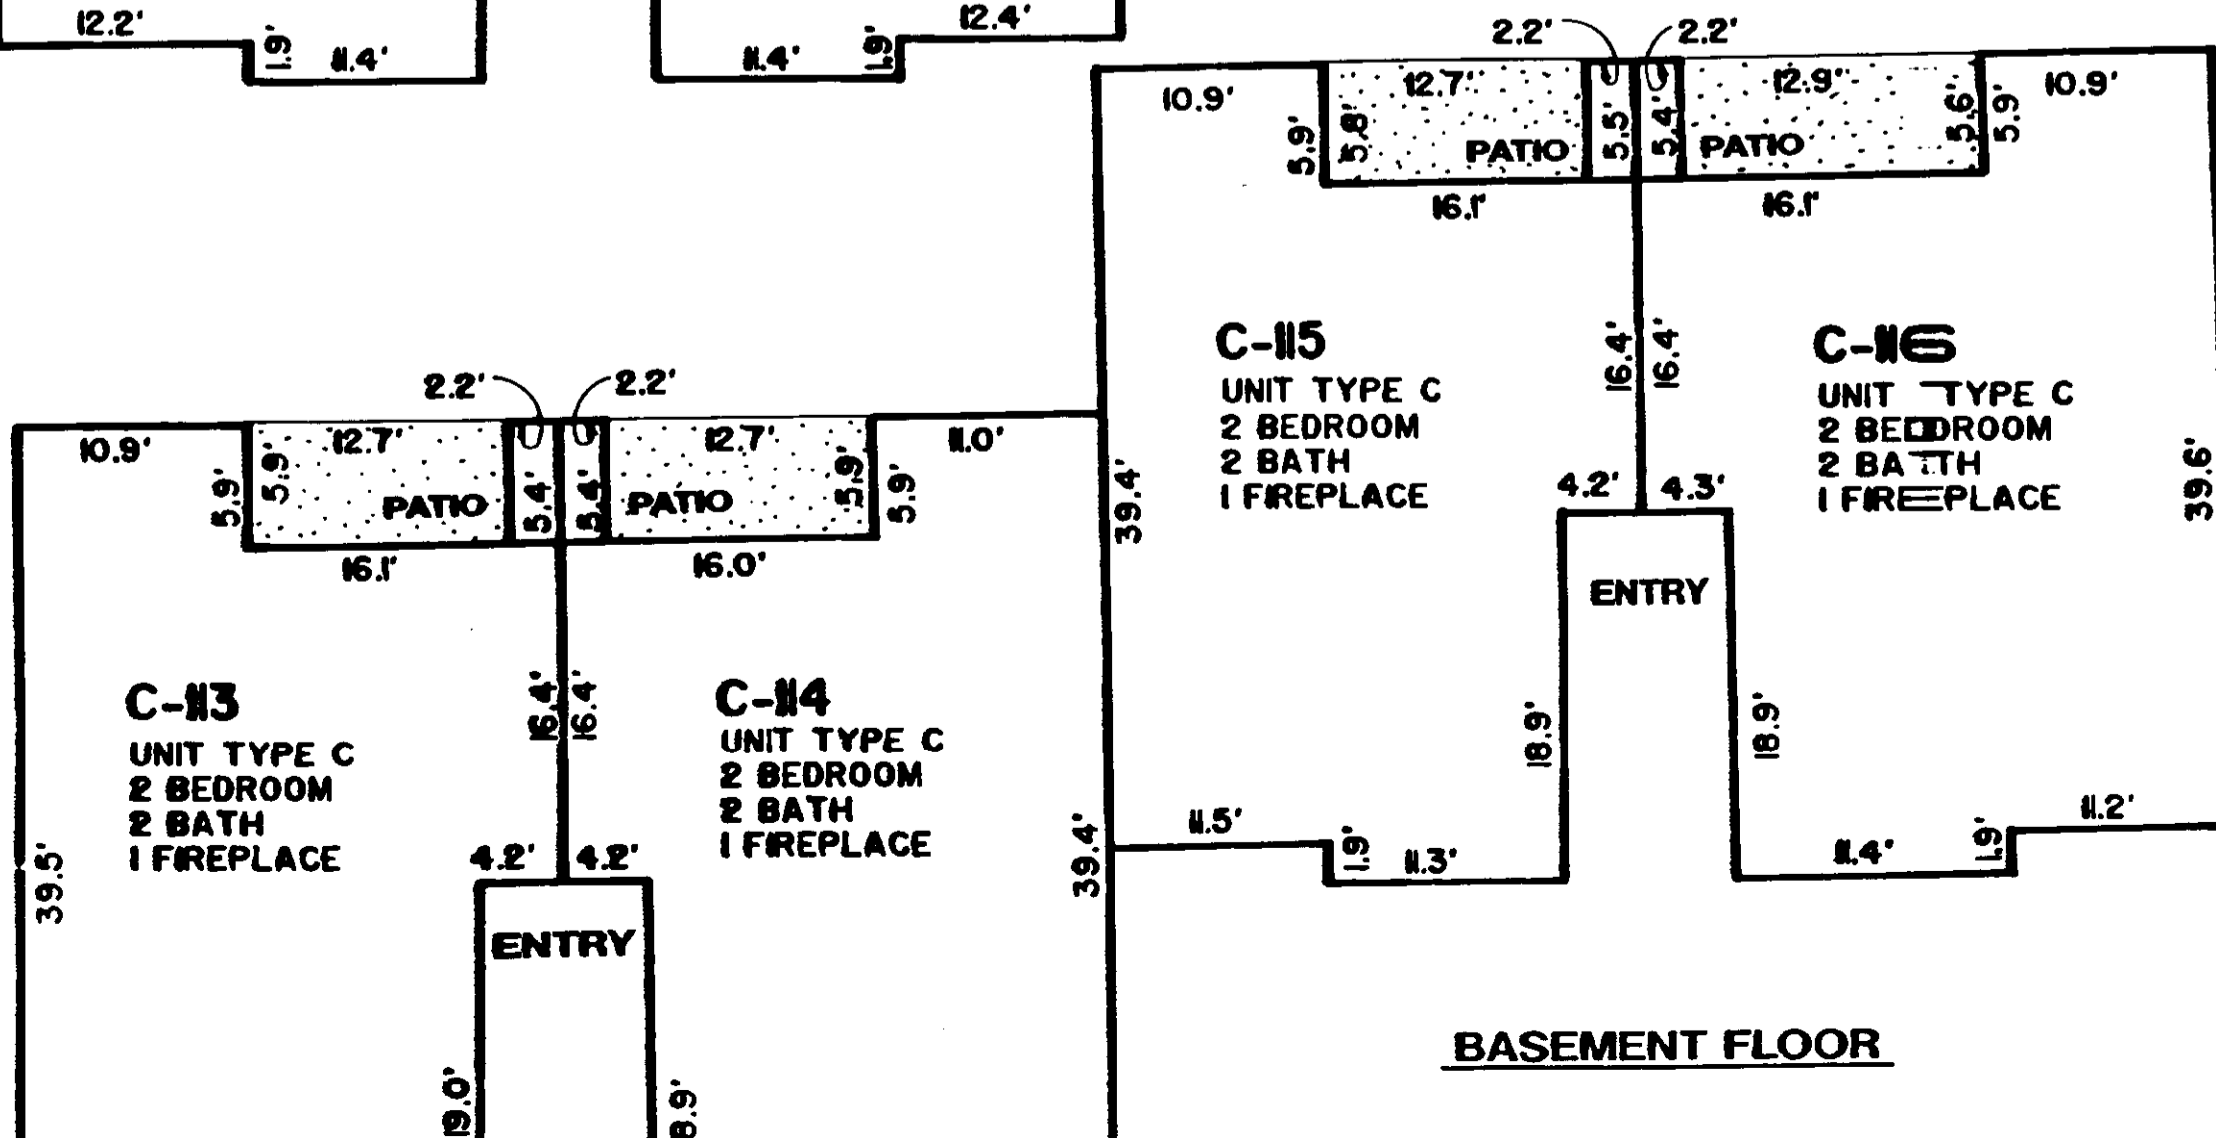 12.2'
1.9'
11.4'
11.4'
1.9'
12.4'
2.2'
2.2'
10.9'
5.9'
5.8'
12.7'
PATIO
5.5'
5.4'
12.9'
PATIO
5.6'
5.9'
10.9'
16.1'
16.1'
C-115
UNIT TYPE C
2 BEDROOM
2 BATH
1 FIREPLACE
16.4'
16.4'
C-116
UNIT TYPE C
2 BEDROOM
2 BATH
1 FIREPLACE
39.6'
2.2'
2.2'
10.9'
5.9'
5.9'
12.7'
PATIO
5.4'
5.4'
12.7'
PATIO
5.9'
5.9'
11.0'
39.4'
16.1'
16.0'
4.2'
4.3'
ENTRY
18.9'
18.9'
C-113
UNIT TYPE C
2 BEDROOM
2 BATH
1 FIREPLACE
16.4'
16.4'
C-114
UNIT TYPE C
2 BEDROOM
2 BATH
1 FIREPLACE
39.5'
4.2'
4.2'
39.4'
11.5'
1.9'
11.3'
11.4'
1.9'
11.2'
ENTRY
19.0'
8.9'
BASEMENT FLOOR